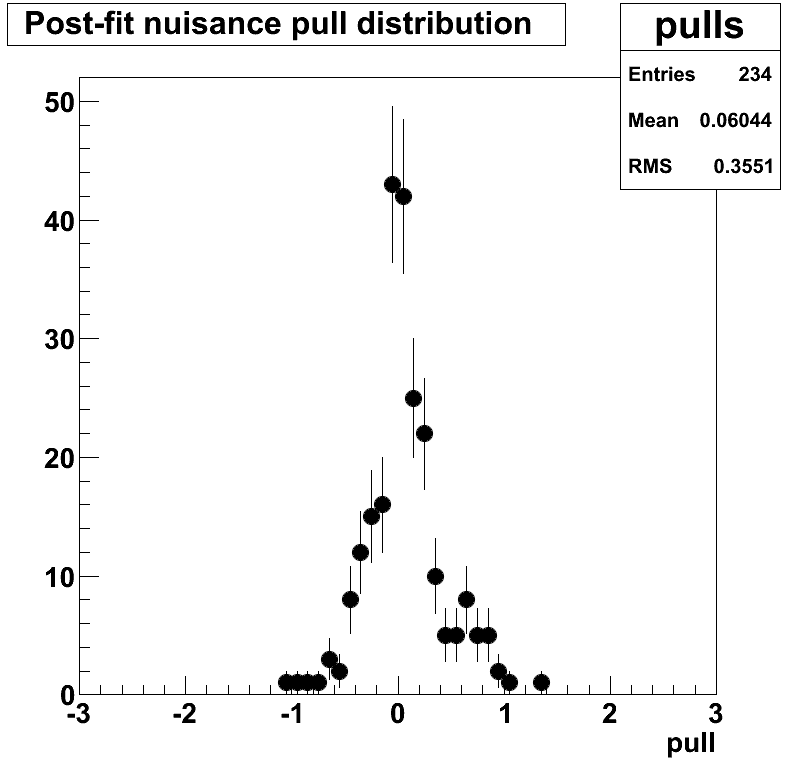 Post-fit nuisance pull distribution
pulls
Entries 234
Mean 0.06044
RMS 0.3551
50
40
30
20
10
0
-3 -2 -1 0 1 2 3
pull